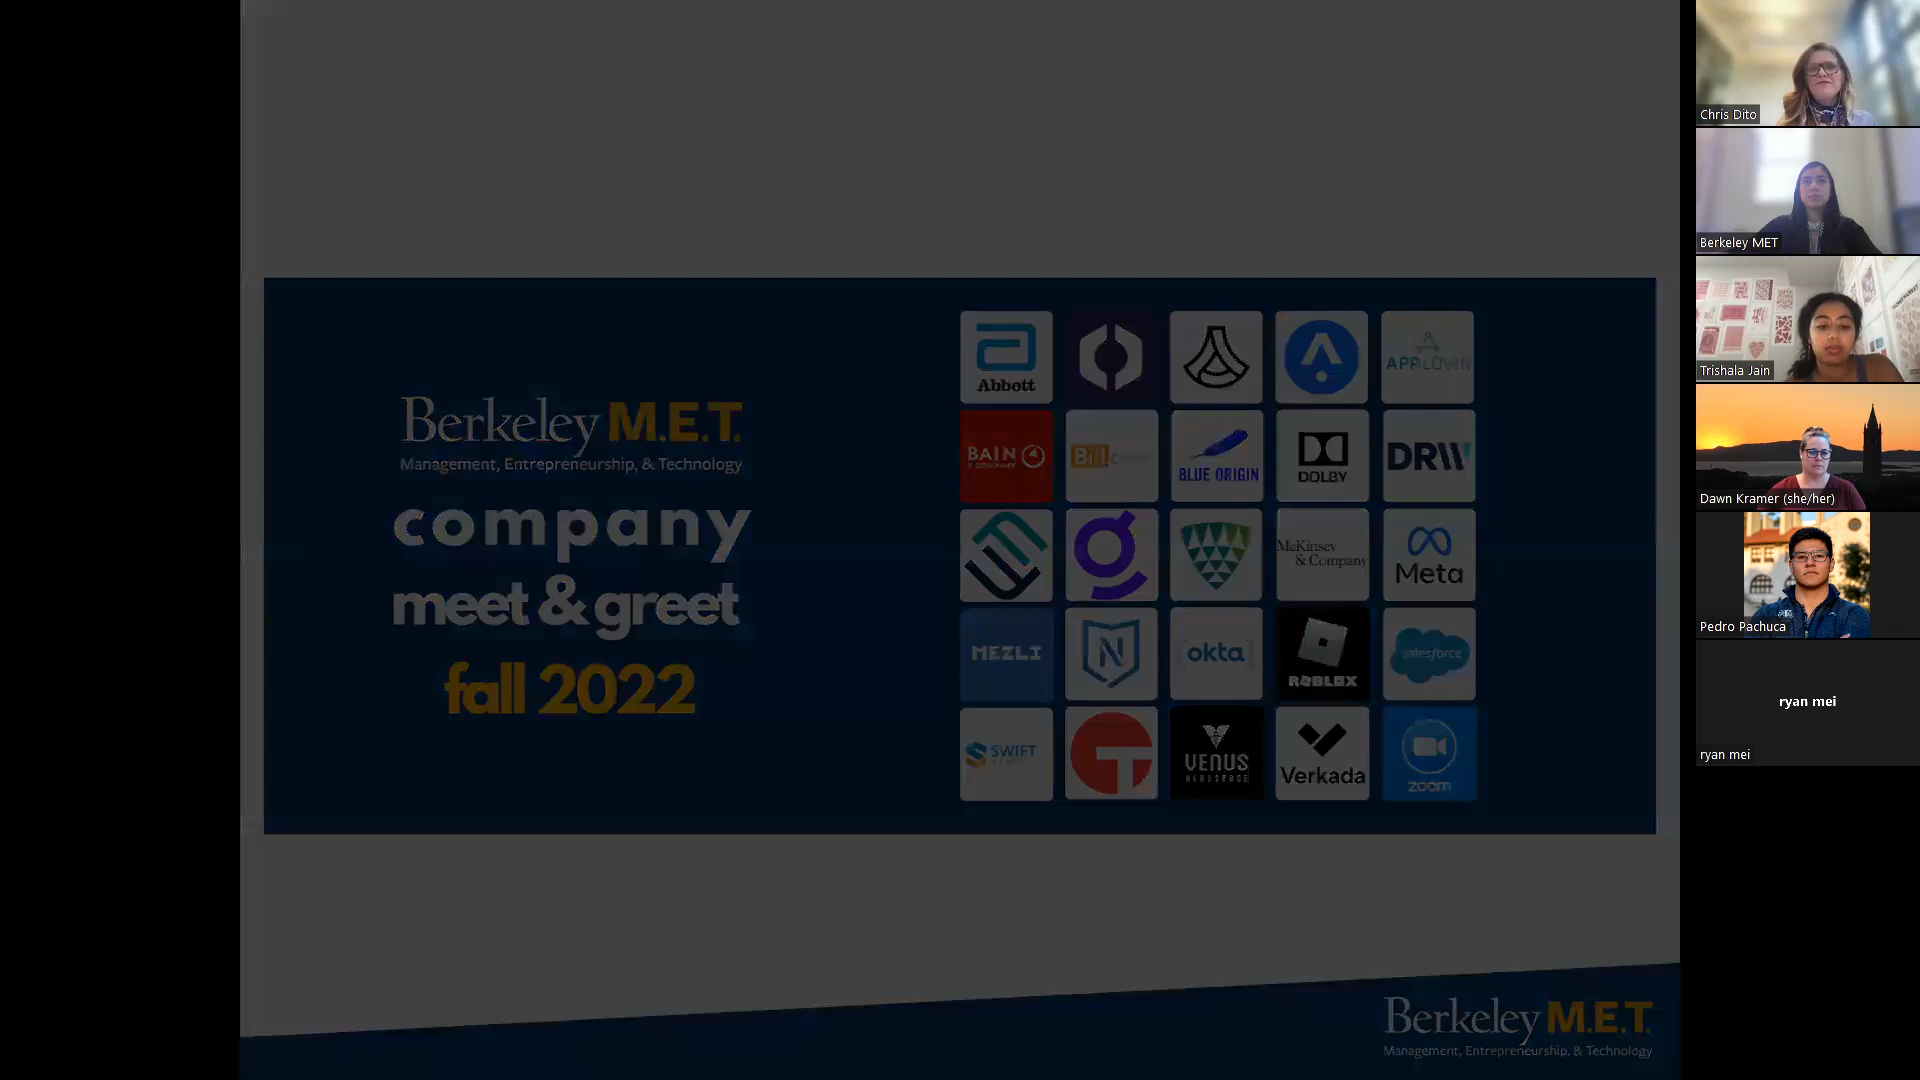 Berkeley M.E.T.
Management, Entrepreneurship, & Technology
company
meet & greet
fall 2022
Abbott
APPLOVIN
BAIN
& COMPANY
Bill.com
BLUE ORIGIN
DOLBY
DRW
McKinsey
& Company
Meta
MEZLI
N
okta
ROBLOX
salesforce
SWIFT
VENUS
AEROSPACE
Verkada
zoom
Berkeley M.E.T.
Management, Entrepreneurship, & Technology
Chris Dito
Berkeley MET
Trishala Jain
Dawn Kramer (she/her)
Pedro Pachuca
ryan mei
ryan mei